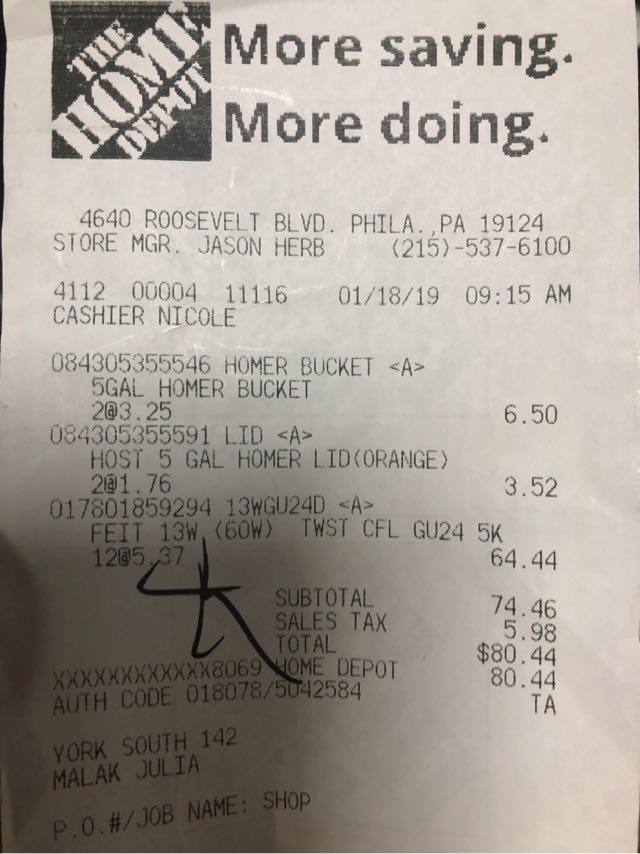 THE
HOME
DEPOT
More saving.
More doing.
4640 ROOSEVELT BLVD. PHILA.,PA 19124
STORE MGR. JASON HERB (215)-537-6100
4112 00004 11116 01/18/19 09:15 AM
CASHIER NICOLE
084305355546 HOMER BUCKET <A>
5GAL HOMER BUCKET
2@3.25 6.50
084305355591 LID <A>
HOST 5 GAL HOMER LID(ORANGE)
2@1.76 3.52
017801859294 13WGU24D <A>
FEIT 13W (60W) TWST CFL GU24 5K
12@5.37 64.44
SUBTOTAL 74.46
SALES TAX 5.98
TOTAL $80.44
XXXXXXXXXXXX8069 HOME DEPOT 80.44
AUTH CODE 018078/5042584 TA
YORK SOUTH 142
MALAK JULIA
P.O.#/JOB NAME: SHOP